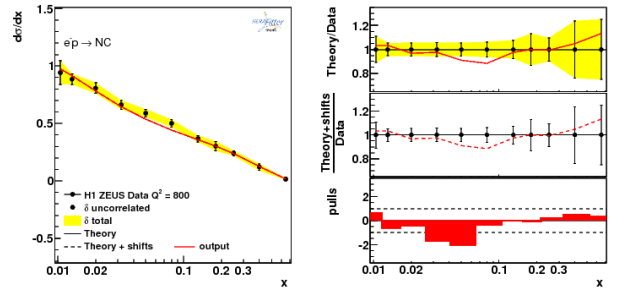 dσ/dx
1.5
1
0.5
0
-0.5
e⁻p → NC
H1 ZEUS Data Q² = 800
δ uncorrelated
δ total
Theory
Theory + shifts
output
0.01
0.02
0.1
0.2
0.3
x
Theory/Data
1.2
1
0.8
Theory+shifts
Data
1.2
1
0.8
pulls
2
0
-2
0.01
0.02
0.1
0.2
0.3
x